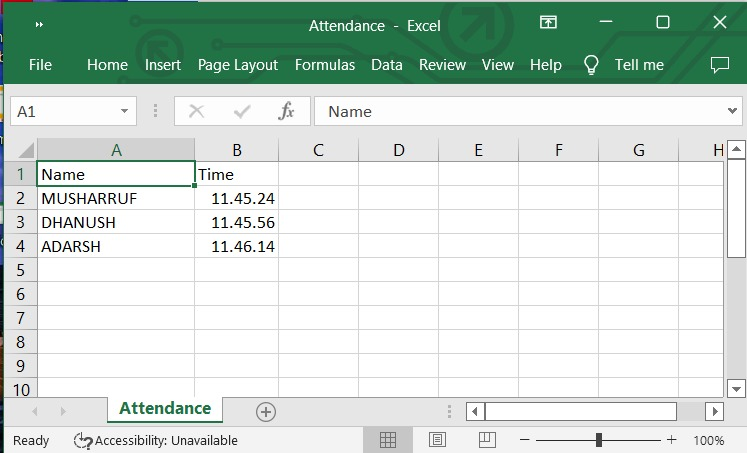 Attendance - Excel
File Home Insert Page Layout Formulas Data Review View Help Tell me
A1 fx Name
A B C D E F G H
1 Name Time
2 MUSHARRUF 11.45.24
3 DHANUSH 11.45.56
4 ADARSH 11.46.14
5
6
7
8
9
10
Attendance
Ready Accessibility: Unavailable 100%